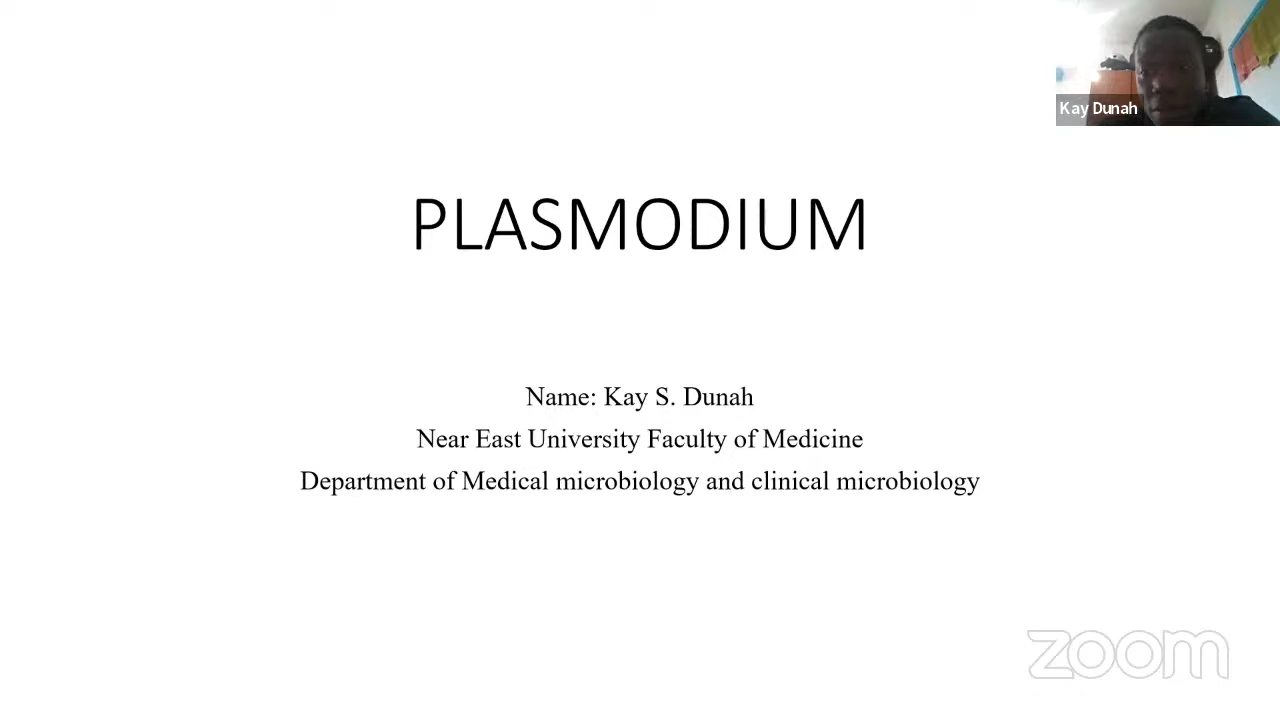 Kay Dunah
PLASMODIUM
Name: Kay S. Dunah
Near East University Faculty of Medicine
Department of Medical microbiology and clinical microbiology
zoom